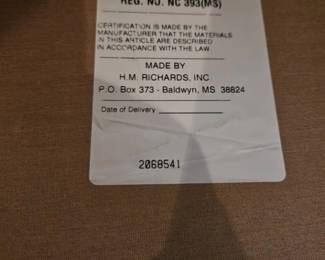 REG. NO. NC 393(MS)
CERTIFICATION IS MADE BY THE
MANUFACTURER THAT THE MATERIALS
IN THIS ARTICLE ARE DESCRIBED
IN ACCORDANCE WITH THE LAW.
MADE BY
H.M. RICHARDS, INC.
P.O. Box 373 - Baldwyn, MS 38824
Date of Delivery
2068541